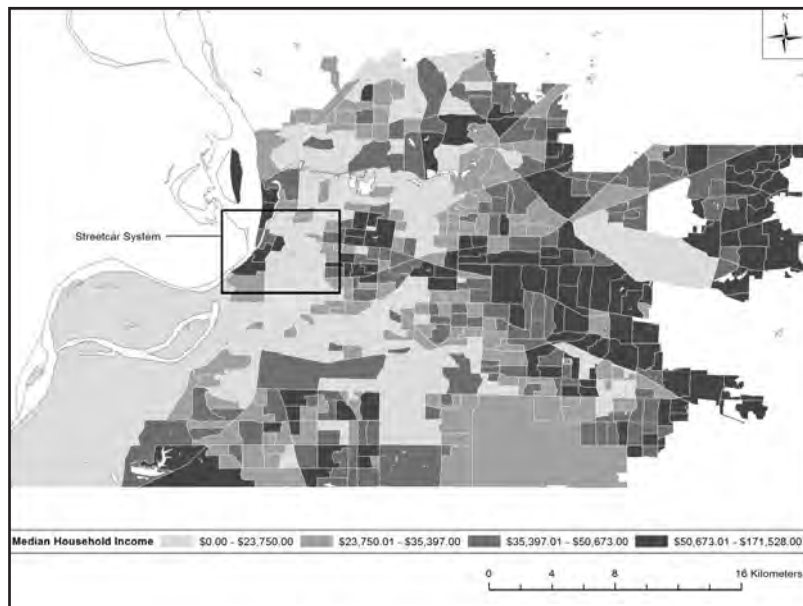 N
Streetcar System
Median Household Income $0.00 - $23,750.00 $23,750.01 - $35,397.00 $35,397.01 - $50,673.00 $50,673.01 - $171,528.00
0 4 8 16 Kilometers